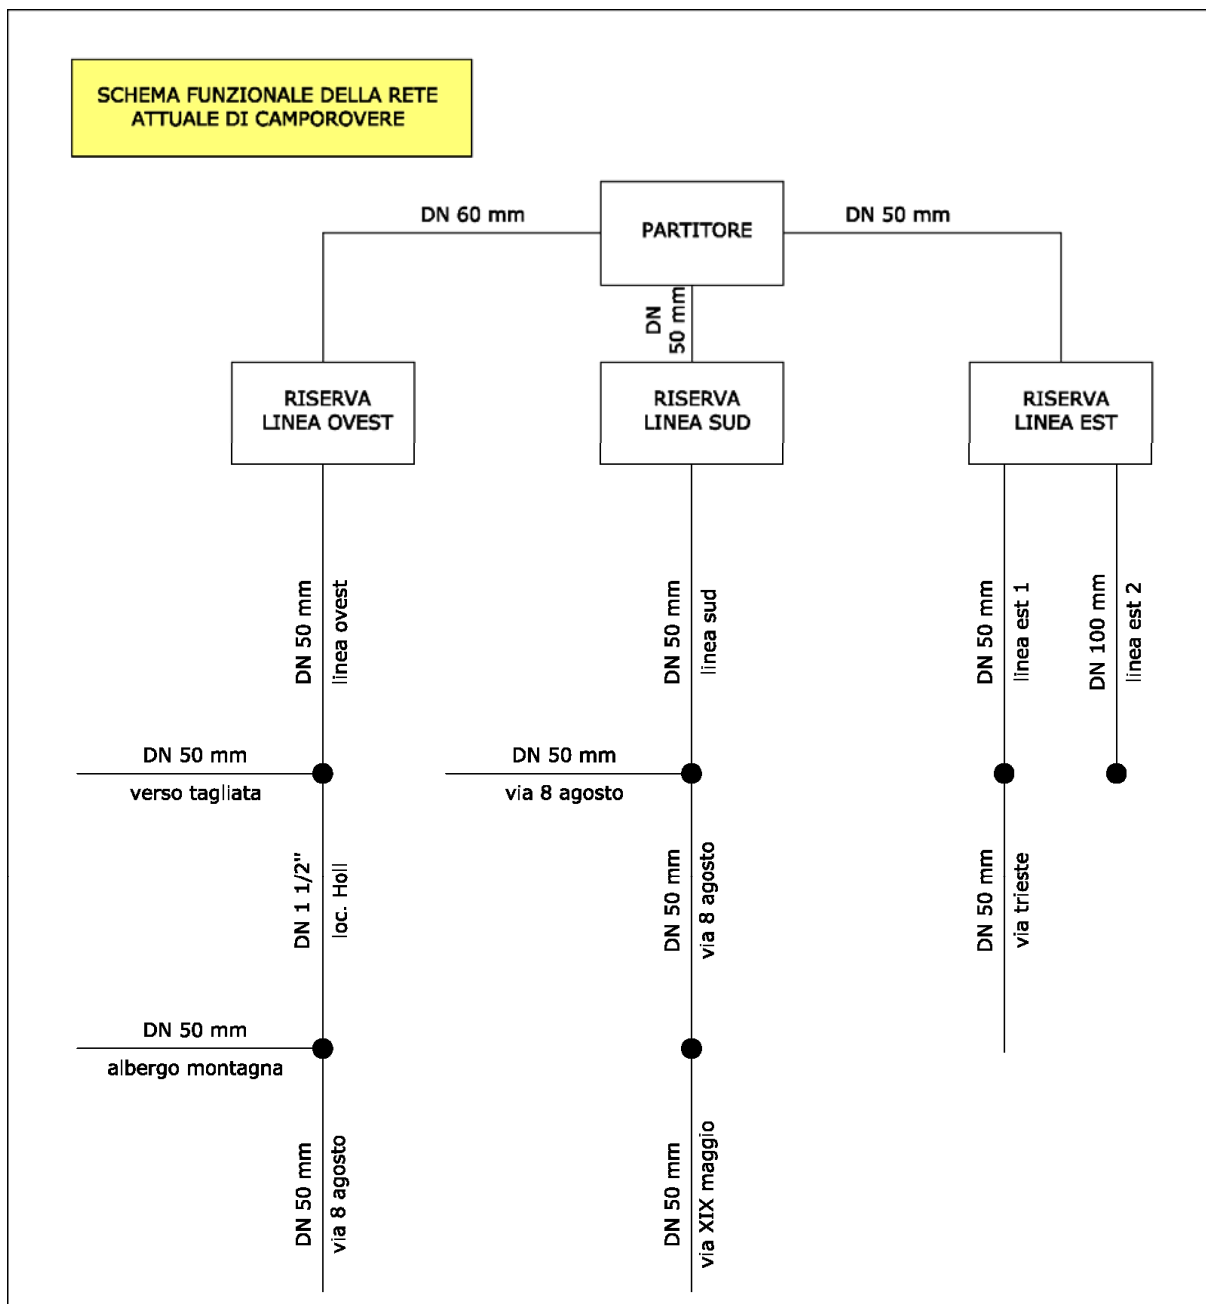 SCHEMA FUNZIONALE DELLA RETE
ATTUALE DI CAMPOROVERE
DN 60 mm
PARTITORE
DN 50 mm
DN
50 mm
RISERVA
LINEA OVEST
RISERVA
LINEA SUD
RISERVA
LINEA EST
DN 50 mm
linea ovest
DN 50 mm
linea sud
DN 50 mm
linea est 1
DN 100 mm
linea est 2
DN 50 mm
verso tagliata
DN 50 mm
via 8 agosto
DN 1 1/2"
loc. Holl
DN 50 mm
via 8 agosto
DN 50 mm
via trieste
DN 50 mm
albergo montagna
DN 50 mm
via 8 agosto
DN 50 mm
via XIX maggio